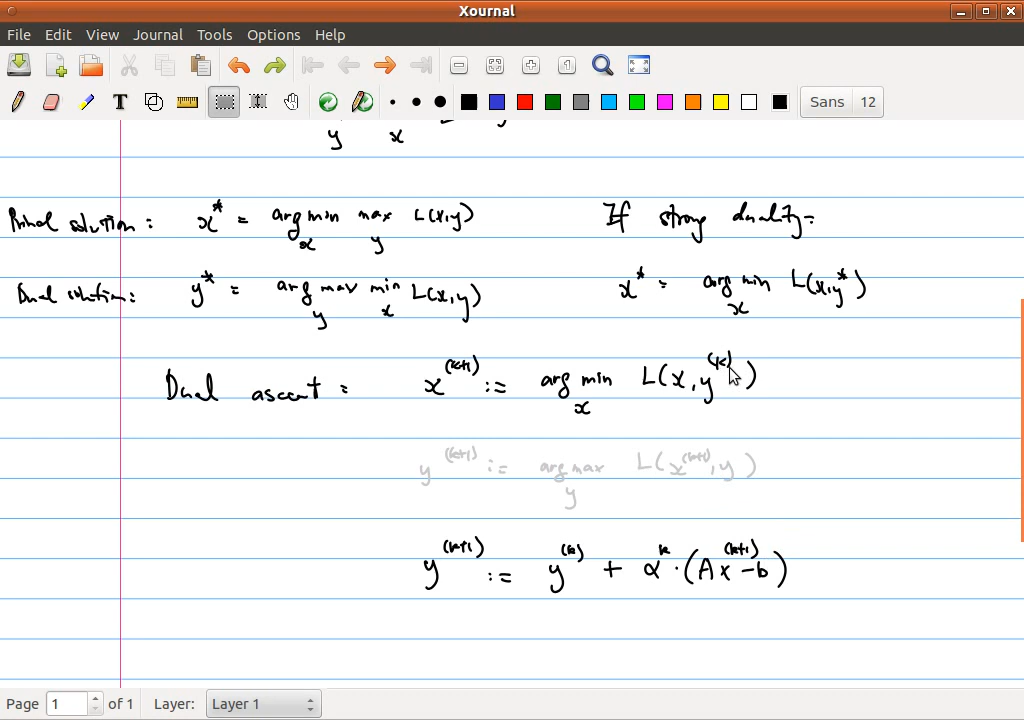 Xournal
File Edit View Journal Tools Options Help
Sans 12
y x
Primal solution: x* = arg min x max y L(x,y) If strong duality:
Dual solution: y* = arg max y min x L(x,y) x* = arg min x L(x,y*)
Dual ascent: x^(k+1) := arg min x L(x, y^(k))
y^(k+1) := arg max y L(x^(k+1), y)
y^(k+1) := y^(k) + α^k · (Ax^(k+1) − b)
Page 1 of 1 Layer: Layer 1